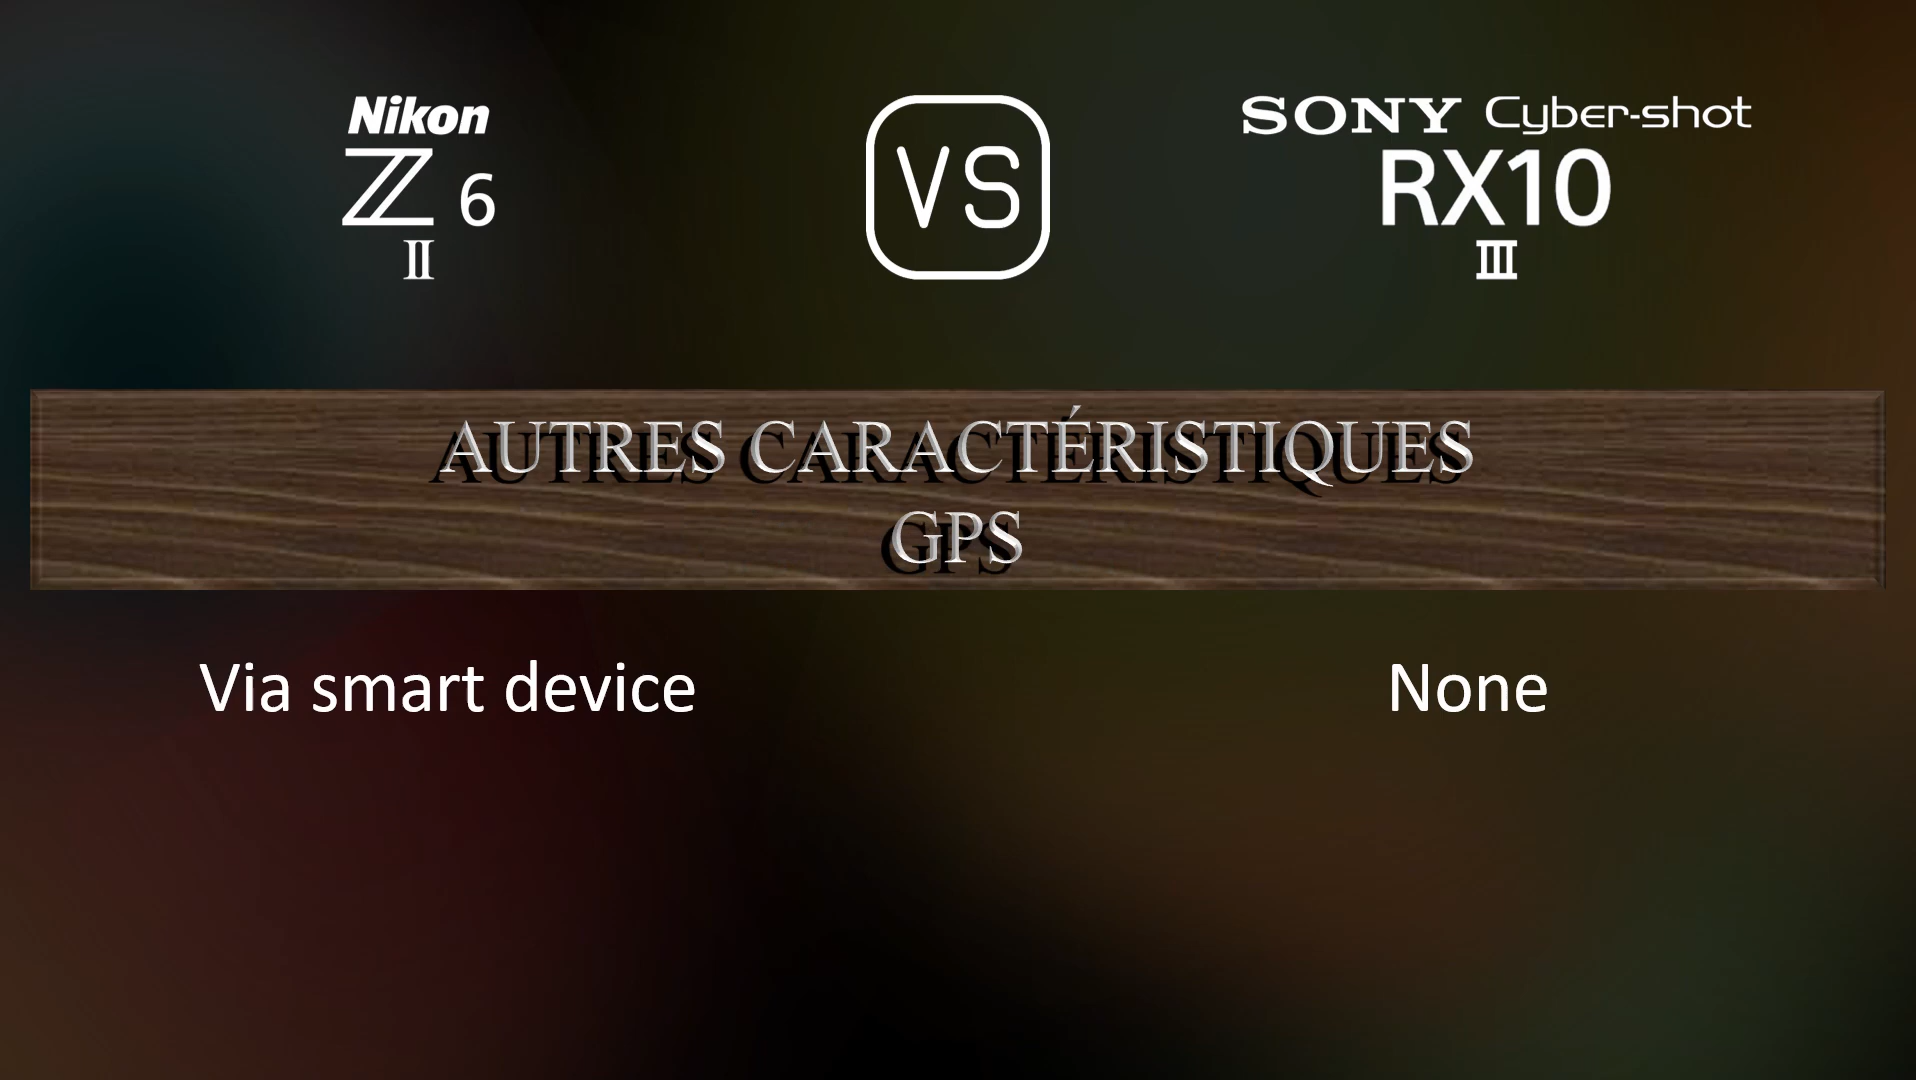 Nikon
Z 6
II
VS
SONY Cyber-shot
RX10
III
AUTRES CARACTÉRISTIQUES
GPS
Via smart device
None